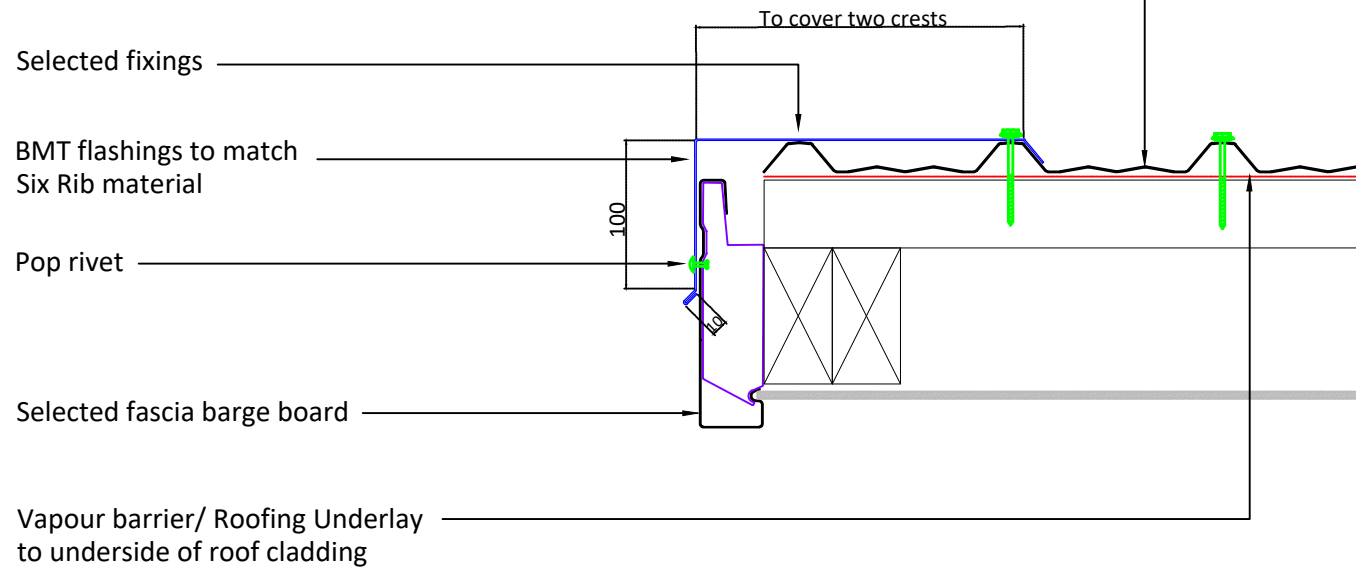 To cover two crests
Selected fixings
BMT flashings to match
Six Rib material
100
Pop rivet
10
Selected fascia barge board
Vapour barrier/ Roofing Underlay
to underside of roof cladding